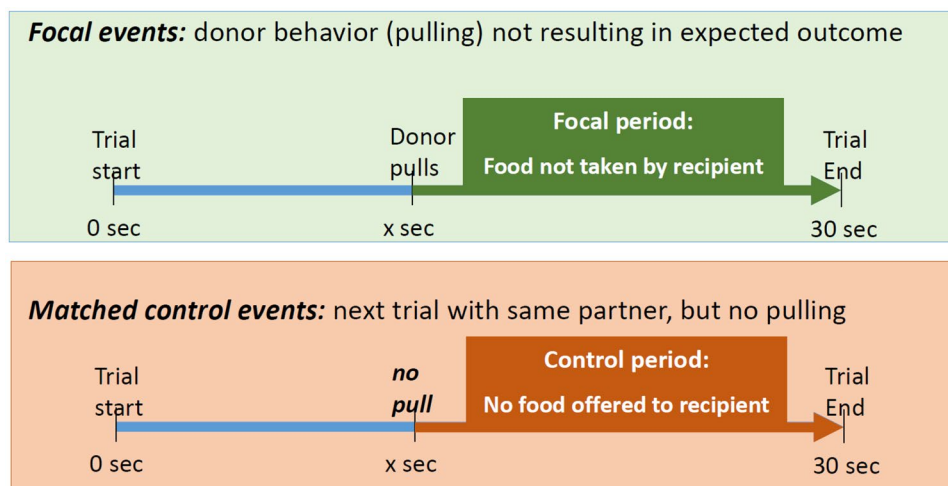 Focal events: donor behavior (pulling) not resulting in expected outcome
Trial
start
Donor
pulls
Focal period:
Food not taken by recipient
Trial
End
0 sec
x sec
30 sec
Matched control events: next trial with same partner, but no pulling
Trial
start
no
pull
Control period:
No food offered to recipient
Trial
End
0 sec
x sec
30 sec